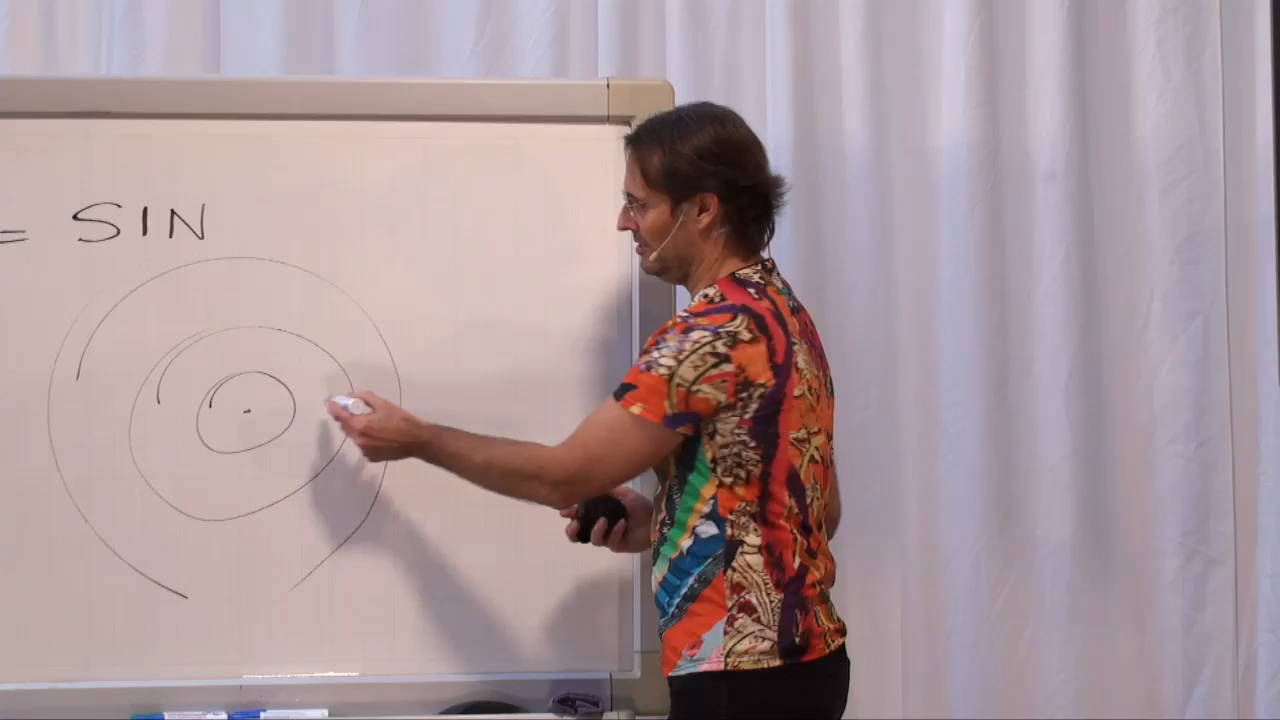 = SIN